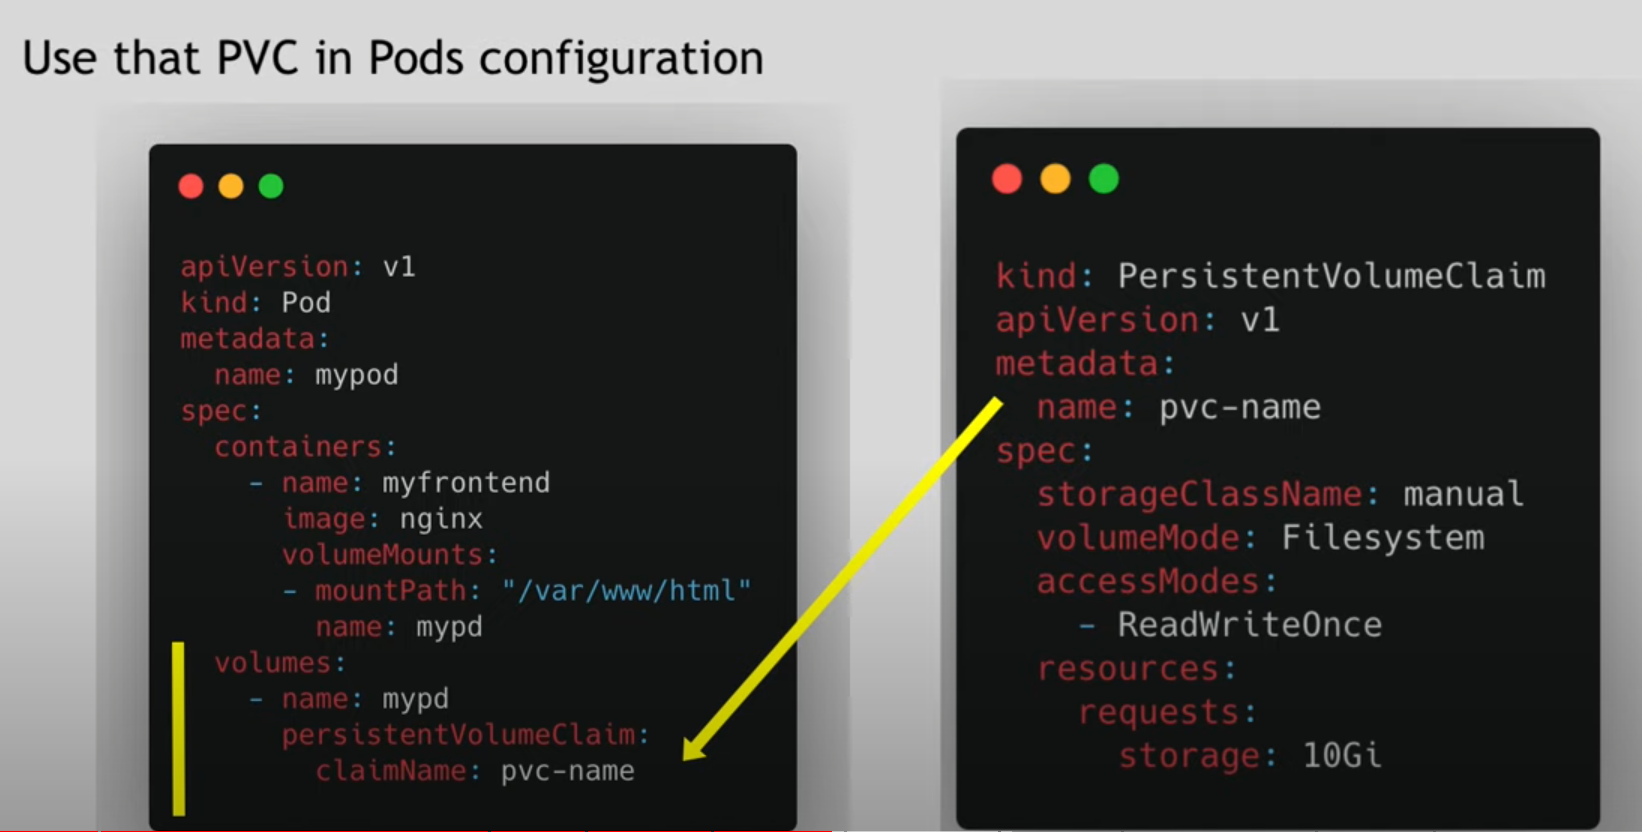 Use that PVC in Pods configuration
apiVersion: v1
kind: Pod
metadata:
  name: mypod
spec:
  containers:
    - name: myfrontend
      image: nginx
      volumeMounts:
      - mountPath: "/var/www/html"
        name: mypd
  volumes:
    - name: mypd
      persistentVolumeClaim:
        claimName: pvc-name
kind: PersistentVolumeClaim
apiVersion: v1
metadata:
  name: pvc-name
spec:
  storageClassName: manual
  volumeMode: Filesystem
  accessModes:
    - ReadWriteOnce
  resources:
    requests:
      storage: 10Gi